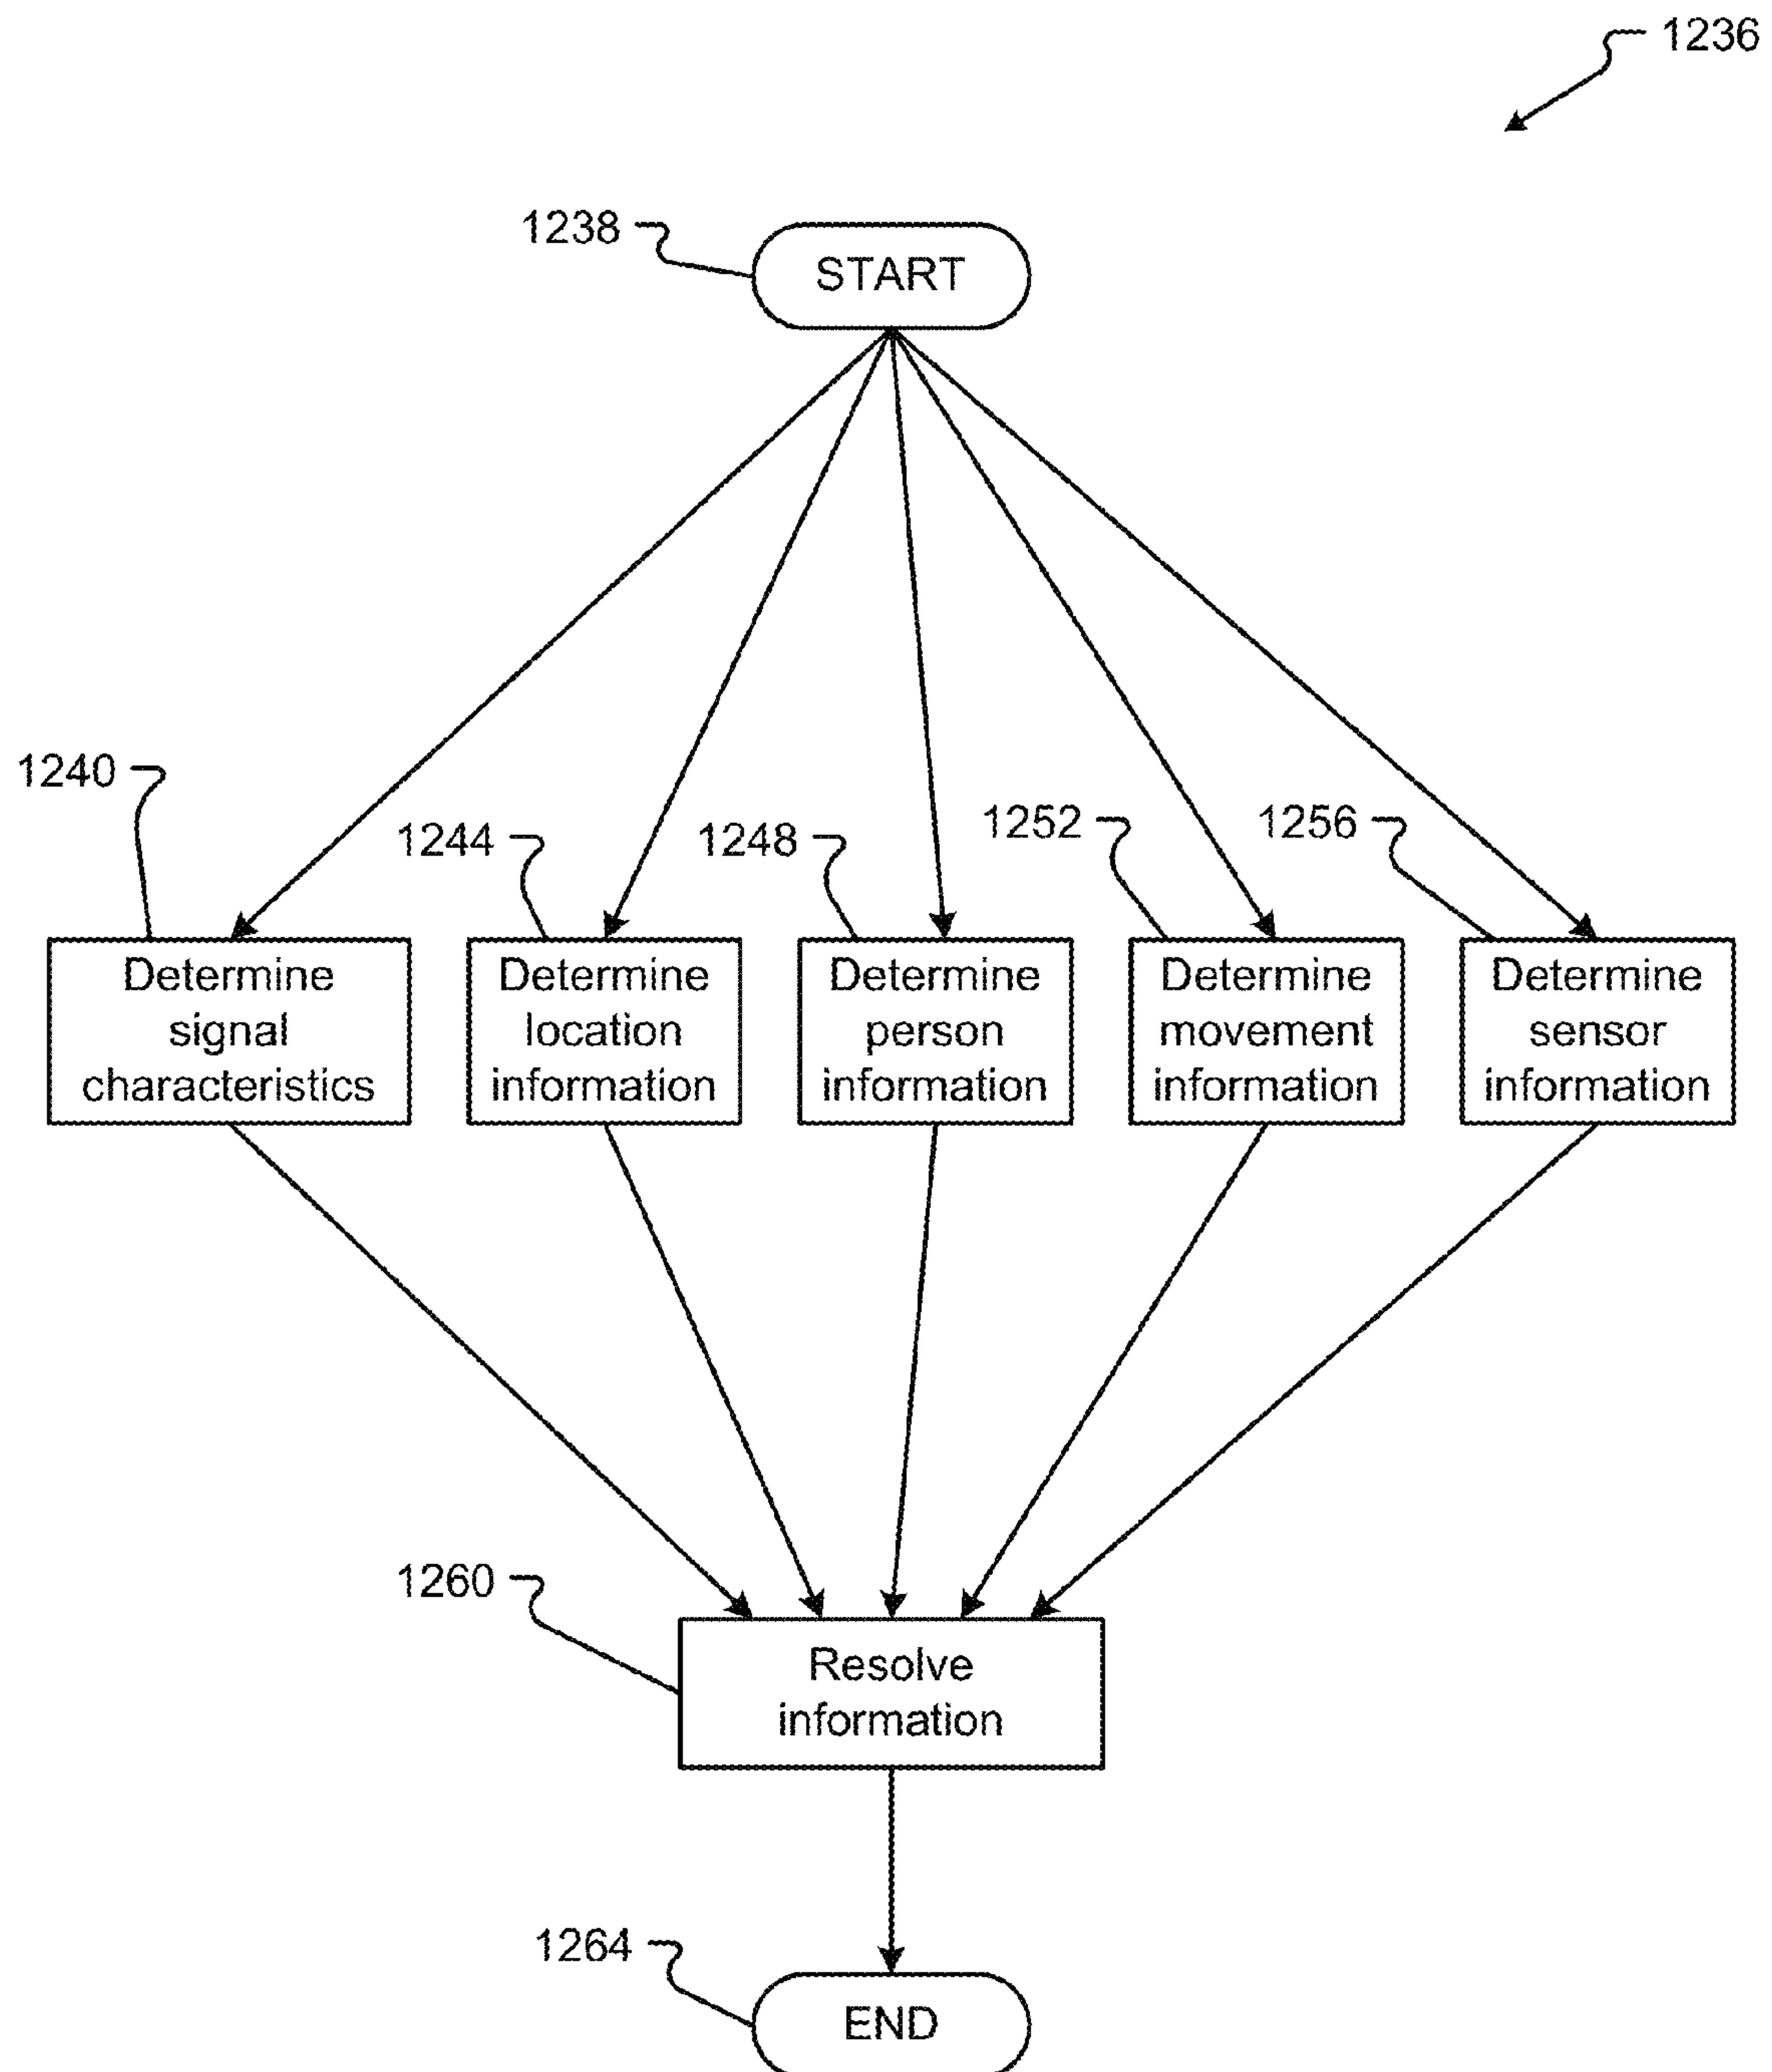 1236
1238
START
1240
1244
1248
1252
1256
Determine
signal
characteristics
Determine
location
information
Determine
person
information
Determine
movement
information
Determine
sensor
information
1260
Resolve
information
1264
END